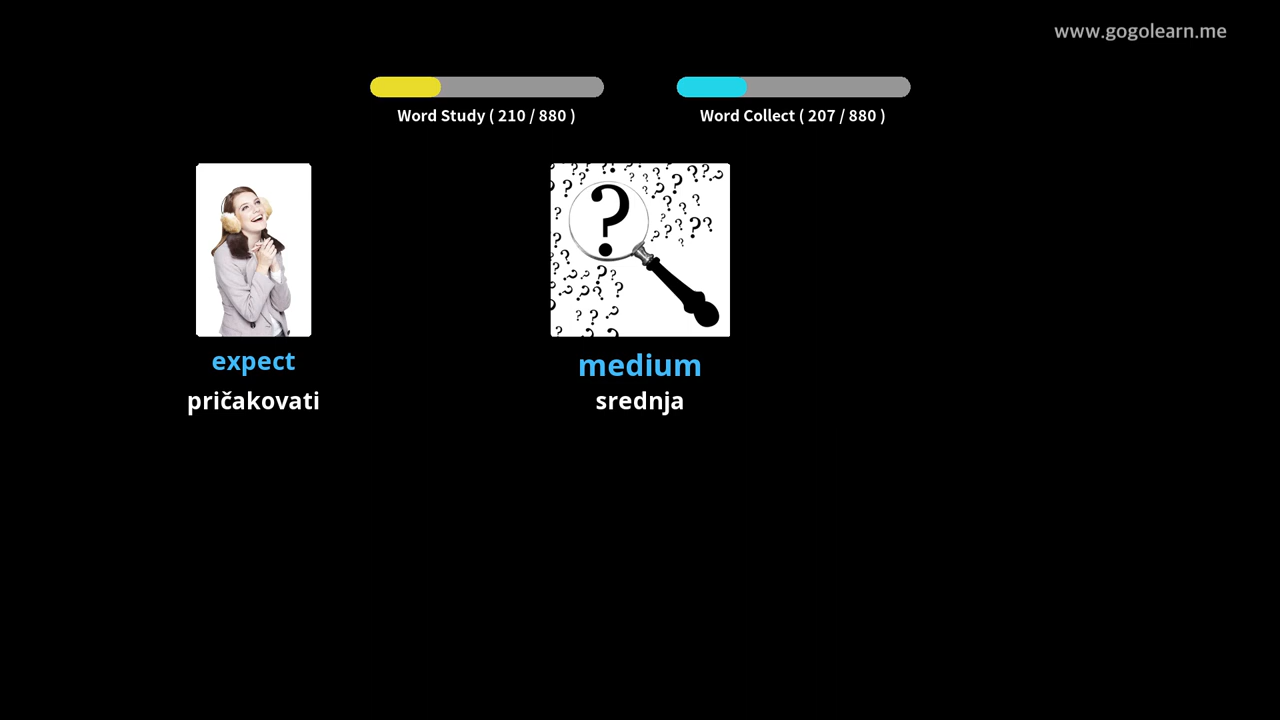 www.gogolearn.me
Word Study ( 210 / 880 )
Word Collect ( 207 / 880 )
expect
medium
pričakovati
srednja